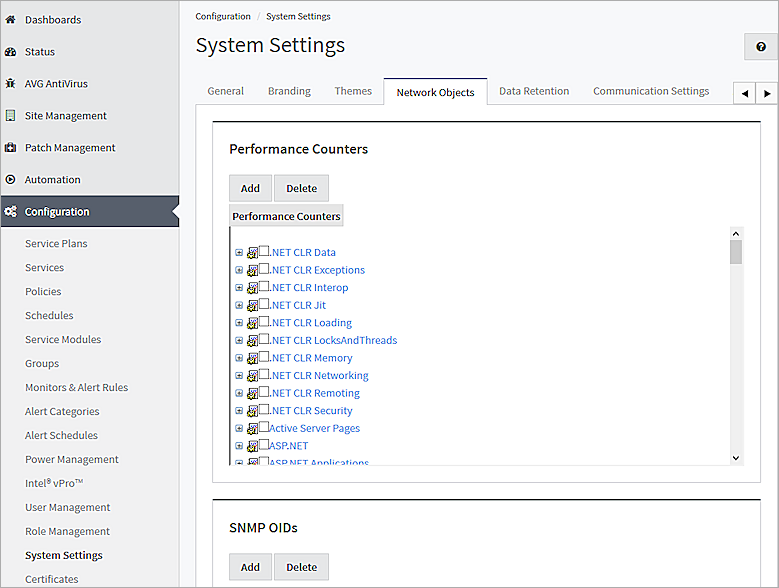 Dashboards
Status
AVG AntiVirus
Site Management
Patch Management
Automation
Configuration
Service Plans
Services
Policies
Schedules
Service Modules
Groups
Monitors & Alert Rules
Alert Categories
Alert Schedules
Power Management
Intel® vPro™
User Management
Role Management
System Settings
Certificates
Configuration / System Settings
System Settings
General Branding Themes Network Objects Data Retention Communication Settings
Performance Counters
Add Delete
Performance Counters
.NET CLR Data
.NET CLR Exceptions
.NET CLR Interop
.NET CLR Jit
.NET CLR Loading
.NET CLR LocksAndThreads
.NET CLR Memory
.NET CLR Networking
.NET CLR Remoting
.NET CLR Security
Active Server Pages
ASP.NET
ASP.NET Applications
SNMP OIDs
Add Delete